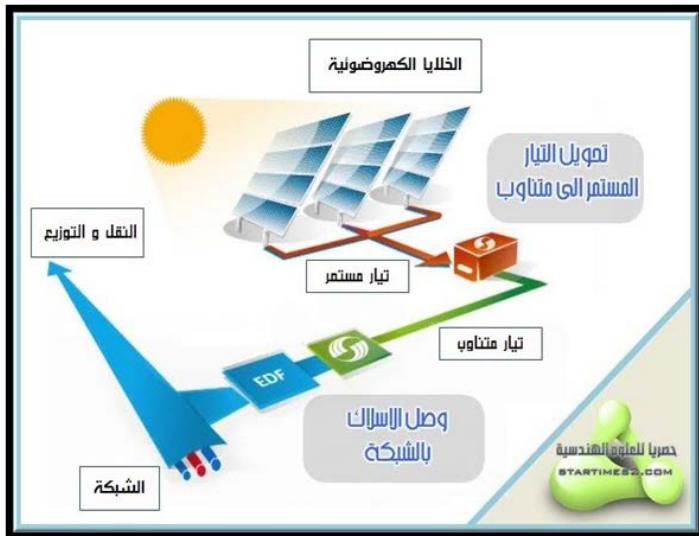 الخلايا الكهروضوئية
تحويل التيار
المستمر الى متناوب
النقل و التوزيع
تيار مستمر
تيار متناوب
EDF
وصل الاسلاك
بالشبكة
الشبكة
حصريا للعلوم الهندسية
STARTIMES2.COM